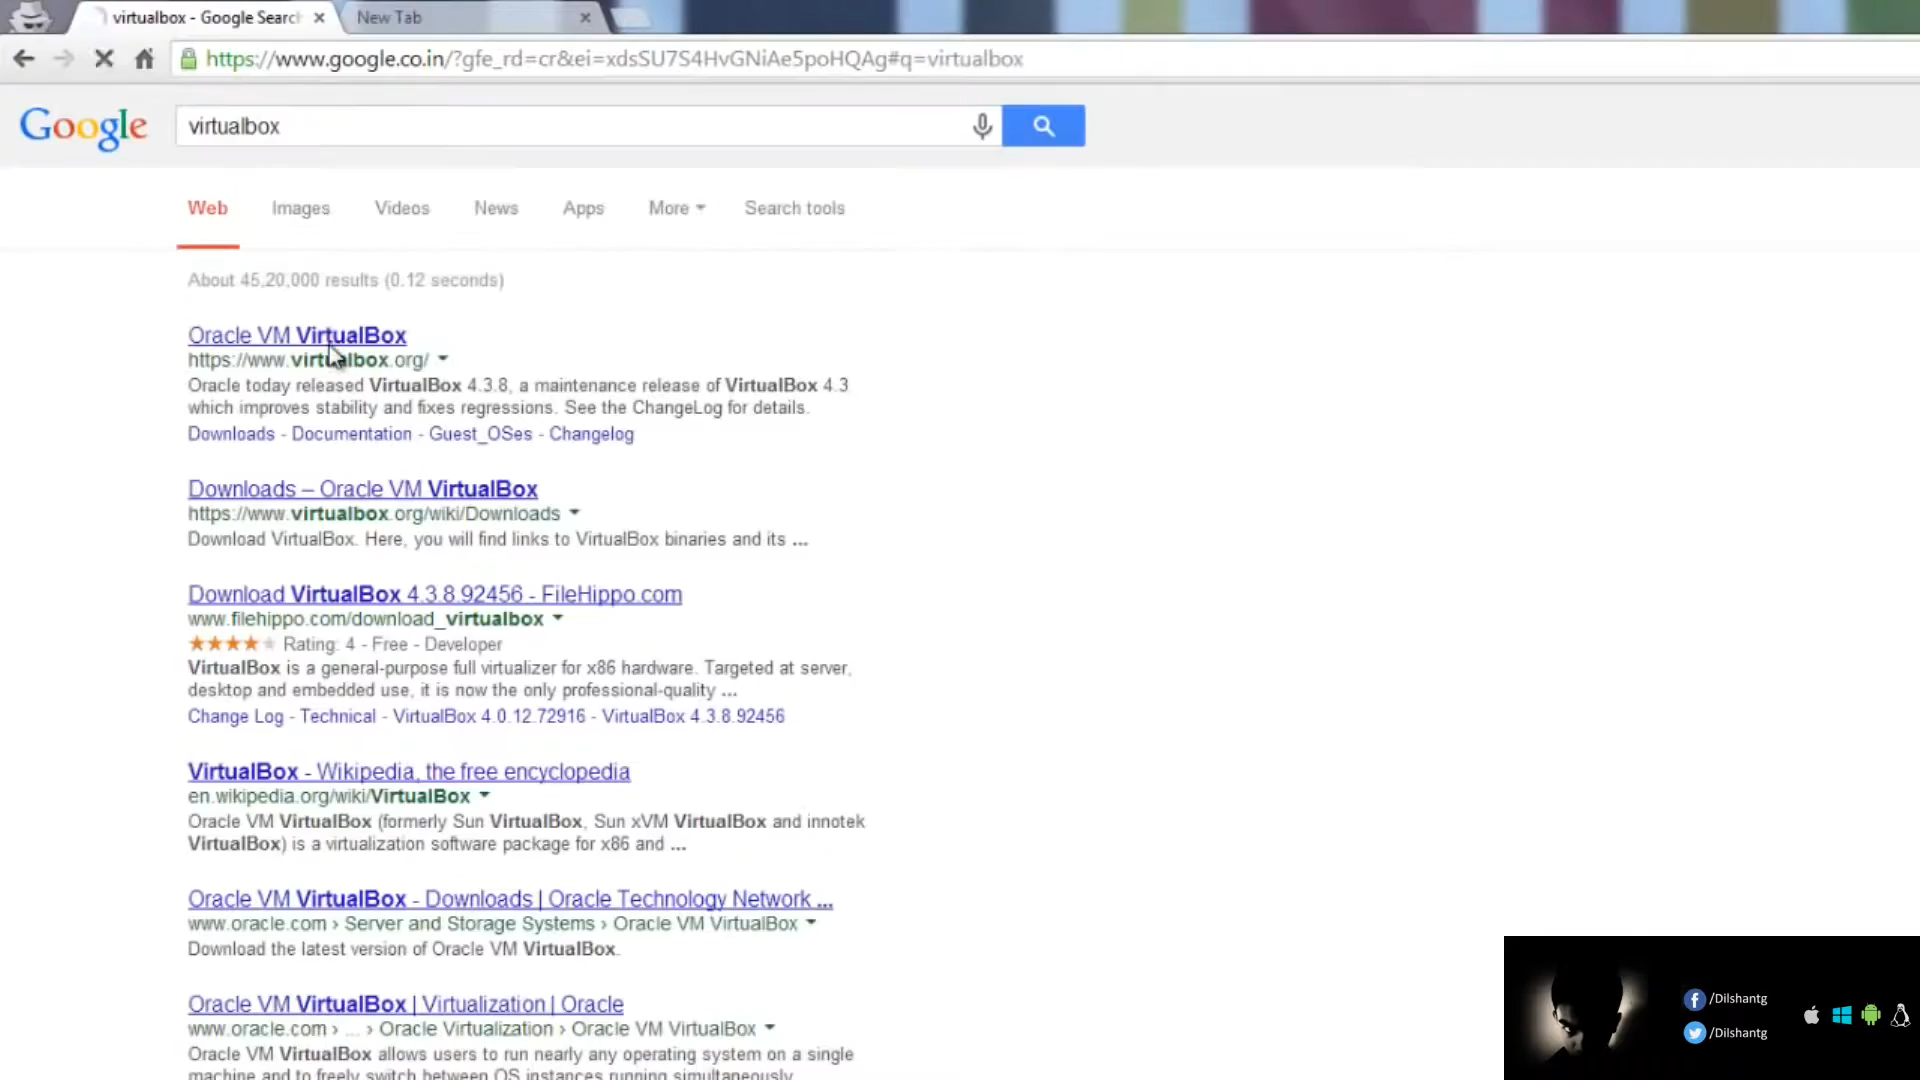 virtualbox - Google Search
New Tab
https://www.google.co.in/?gfe_rd=cr&ei=xdsSU7S4HvGNiAe5poHQAg#q=virtualbox
Google
virtualbox
Web Images Videos News Apps More Search tools
About 45,20,000 results (0.12 seconds)
Oracle VM VirtualBox
https://www.virtualbox.org/
Oracle today released VirtualBox 4.3.8, a maintenance release of VirtualBox 4.3
which improves stability and fixes regressions. See the ChangeLog for details.
Downloads - Documentation - Guest_OSes - Changelog
Downloads – Oracle VM VirtualBox
https://www.virtualbox.org/wiki/Downloads
Download VirtualBox. Here, you will find links to VirtualBox binaries and its ...
Download VirtualBox 4.3.8.92456 - FileHippo.com
www.filehippo.com/download_virtualbox
Rating: 4 - Free - Developer
VirtualBox is a general-purpose full virtualizer for x86 hardware. Targeted at server,
desktop and embedded use, it is now the only professional-quality ...
Change Log - Technical - VirtualBox 4.0.12.72916 - VirtualBox 4.3.8.92456
VirtualBox - Wikipedia, the free encyclopedia
en.wikipedia.org/wiki/VirtualBox
Oracle VM VirtualBox (formerly Sun VirtualBox, Sun xVM VirtualBox and innotek
VirtualBox) is a virtualization software package for x86 and ...
Oracle VM VirtualBox - Downloads | Oracle Technology Network ...
www.oracle.com › Server and Storage Systems › Oracle VM VirtualBox
Download the latest version of Oracle VM VirtualBox.
Oracle VM VirtualBox | Virtualization | Oracle
www.oracle.com › ... › Oracle Virtualization › Oracle VM VirtualBox
Oracle VM VirtualBox allows users to run nearly any operating system on a single
machine and to freely switch between OS instances running simultaneously.
/Dilshantg
/Dilshantg